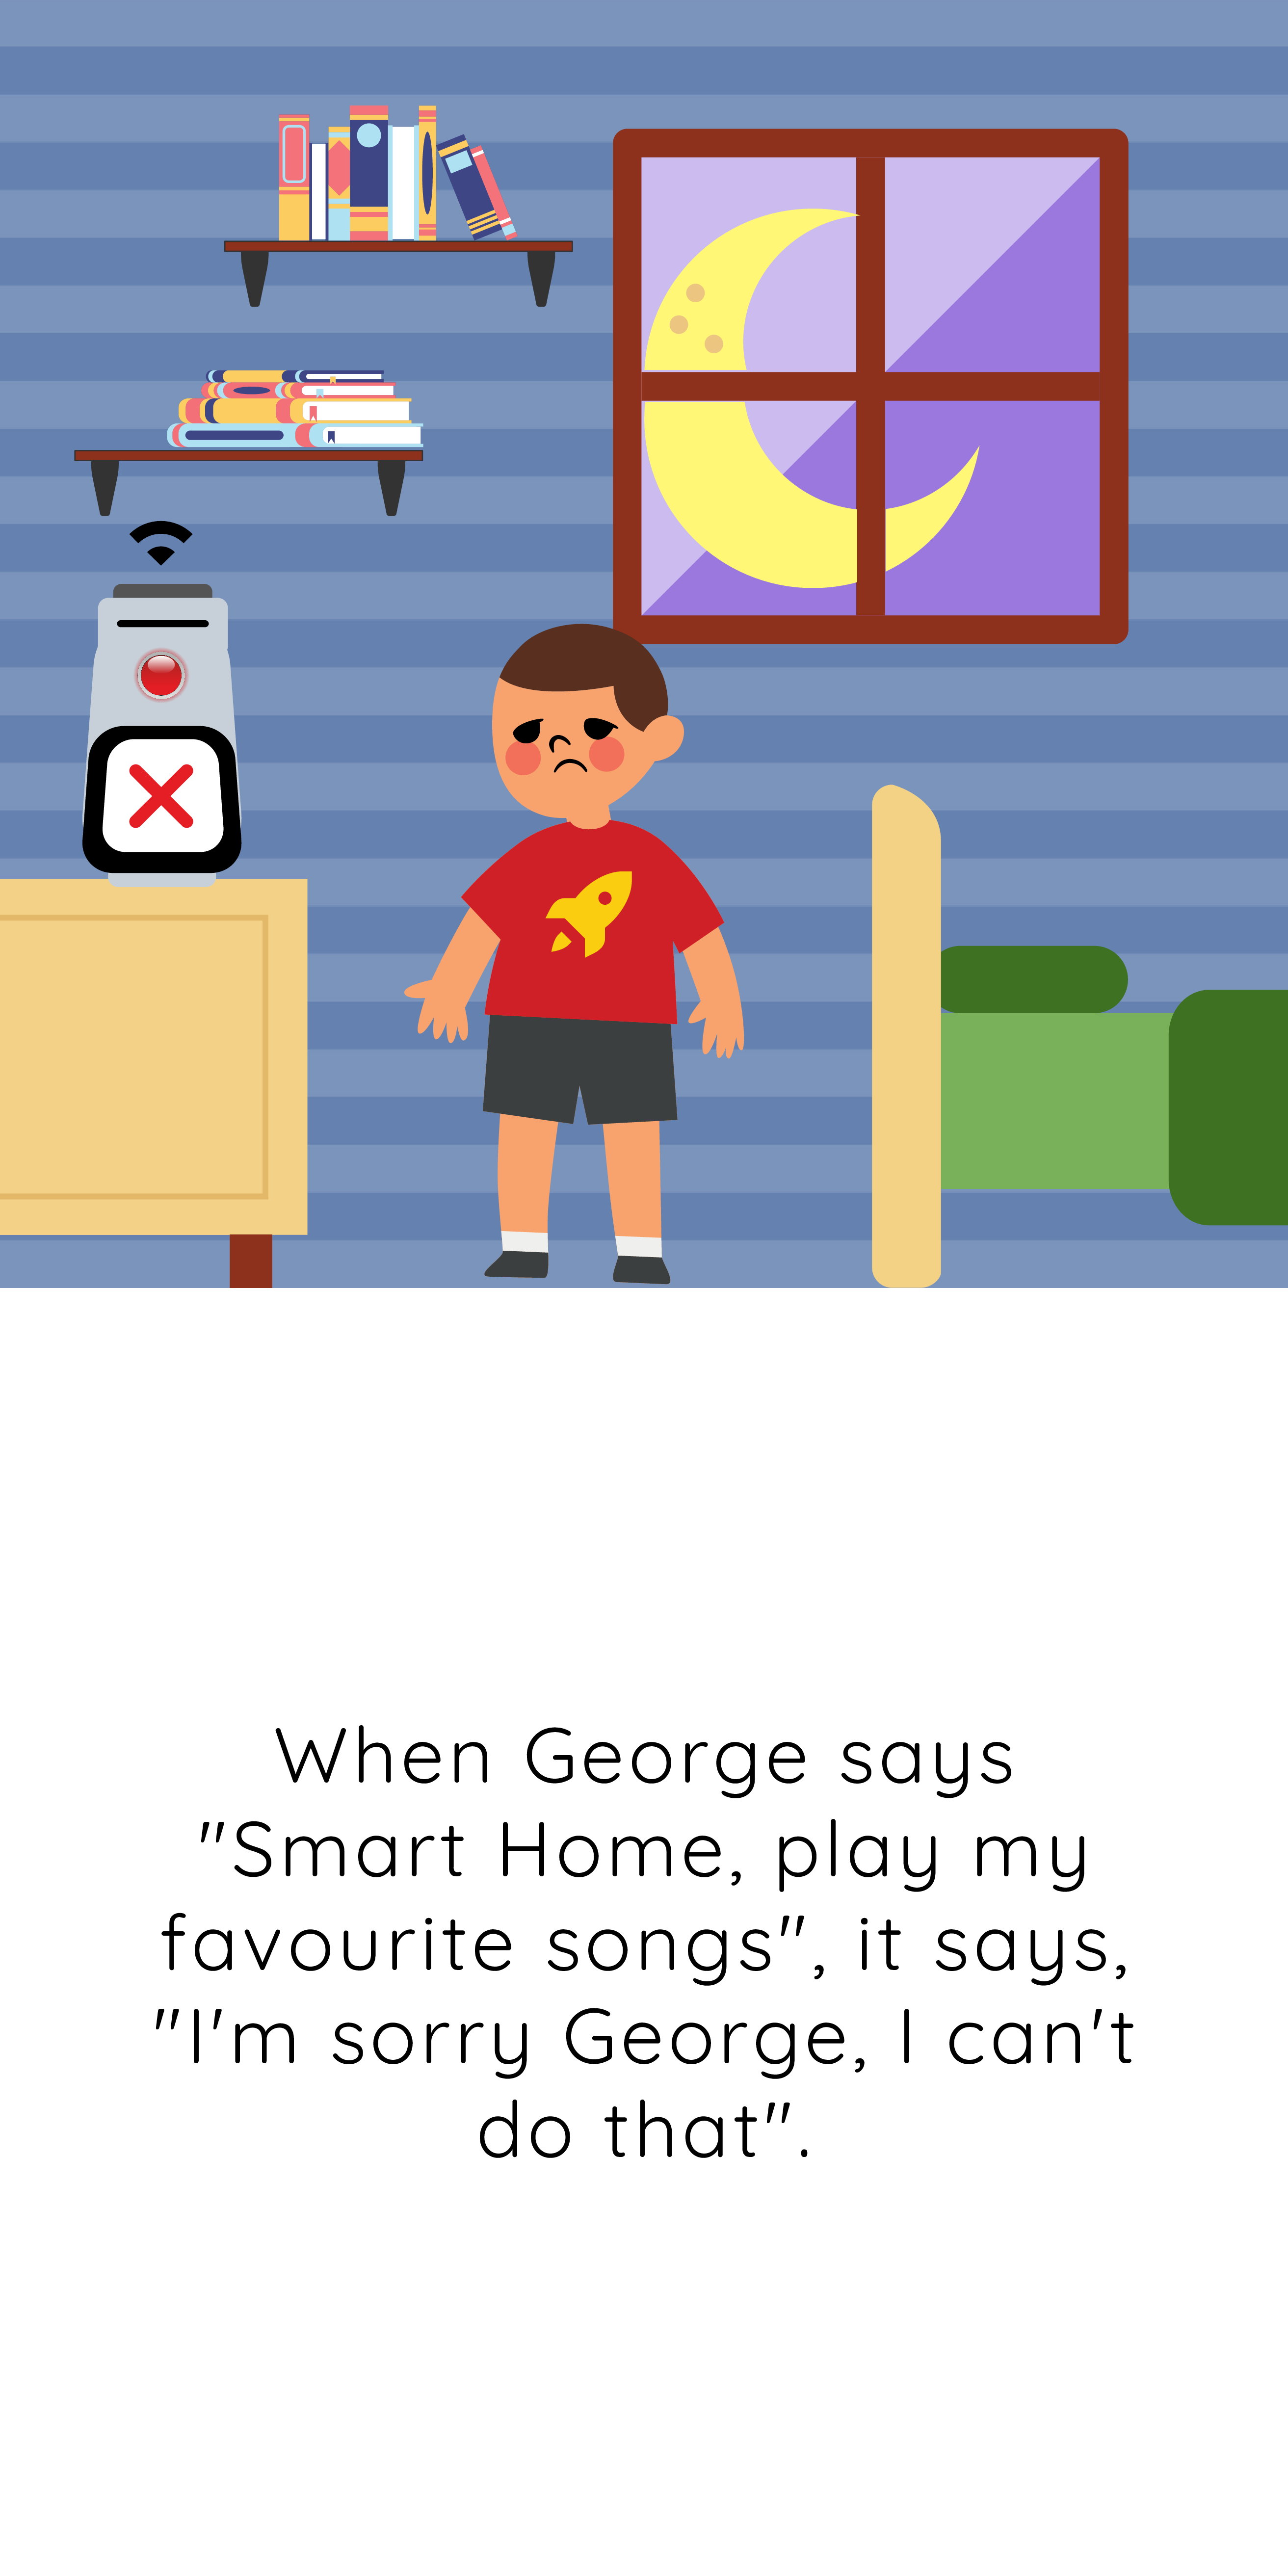 When George says
"Smart Home, play my
favourite songs", it says,
"I'm sorry George, I can't
do that".